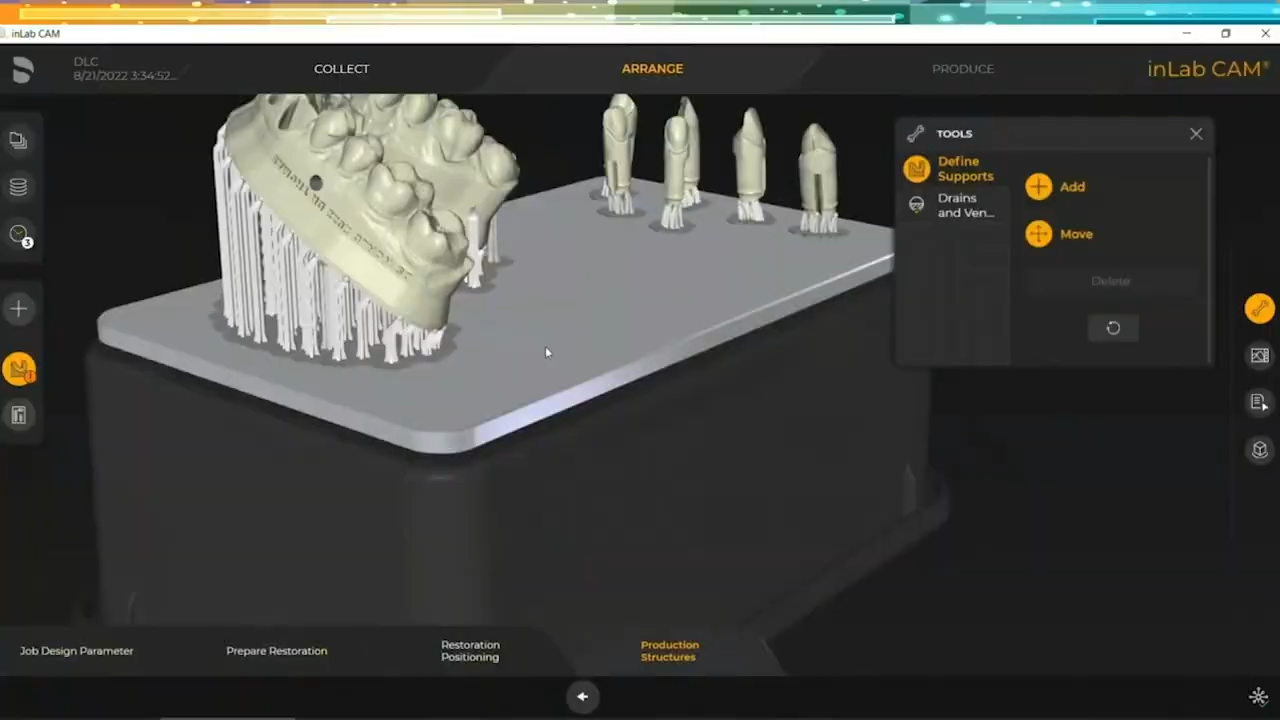 inLab CAM
DLC
8/21/2022 3:34:52...
COLLECT
ARRANGE
PRODUCE
inLab CAM®
TOOLS
Define
Supports
Drains
and Ven...
Add
Move
Delete
3
Job Design Parameter
Prepare Restoration
Restoration
Positioning
Production
Structures